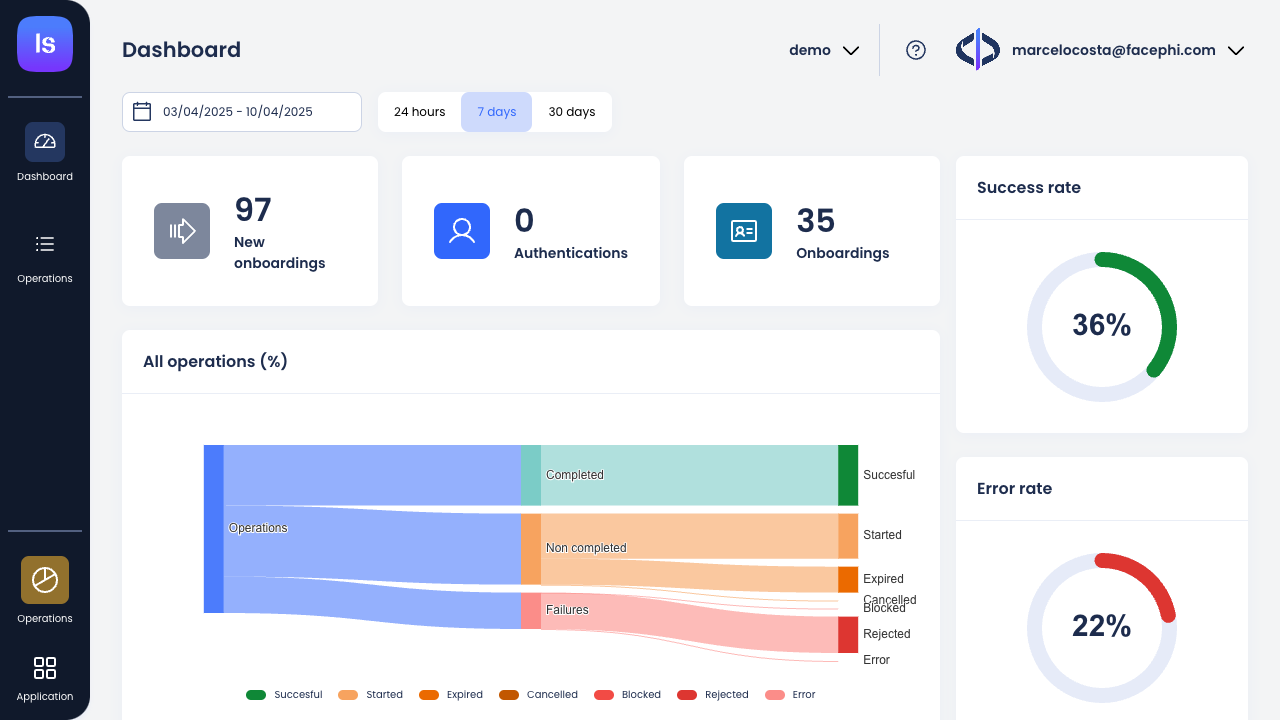 ls
Dashboard
Operations
Operations
Application
Dashboard
demo
marcelocosta@facephi.com
03/04/2025 - 10/04/2025
24 hours
7 days
30 days
97
New
onboardings
0
Authentications
35
Onboardings
Success rate
36%
All operations (%)
Operations
Completed
Non completed
Failures
Succesful
Started
Expired
Cancelled
Blocked
Rejected
Error
Succesful
Started
Expired
Cancelled
Blocked
Rejected
Error
Error rate
22%